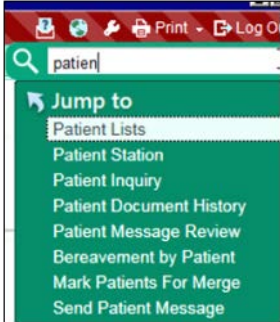 Print
Log
patien
Jump to
Patient Lists
Patient Station
Patient Inquiry
Patient Document History
Patient Message Review
Bereavement by Patient
Mark Patients For Merge
Send Patient Message